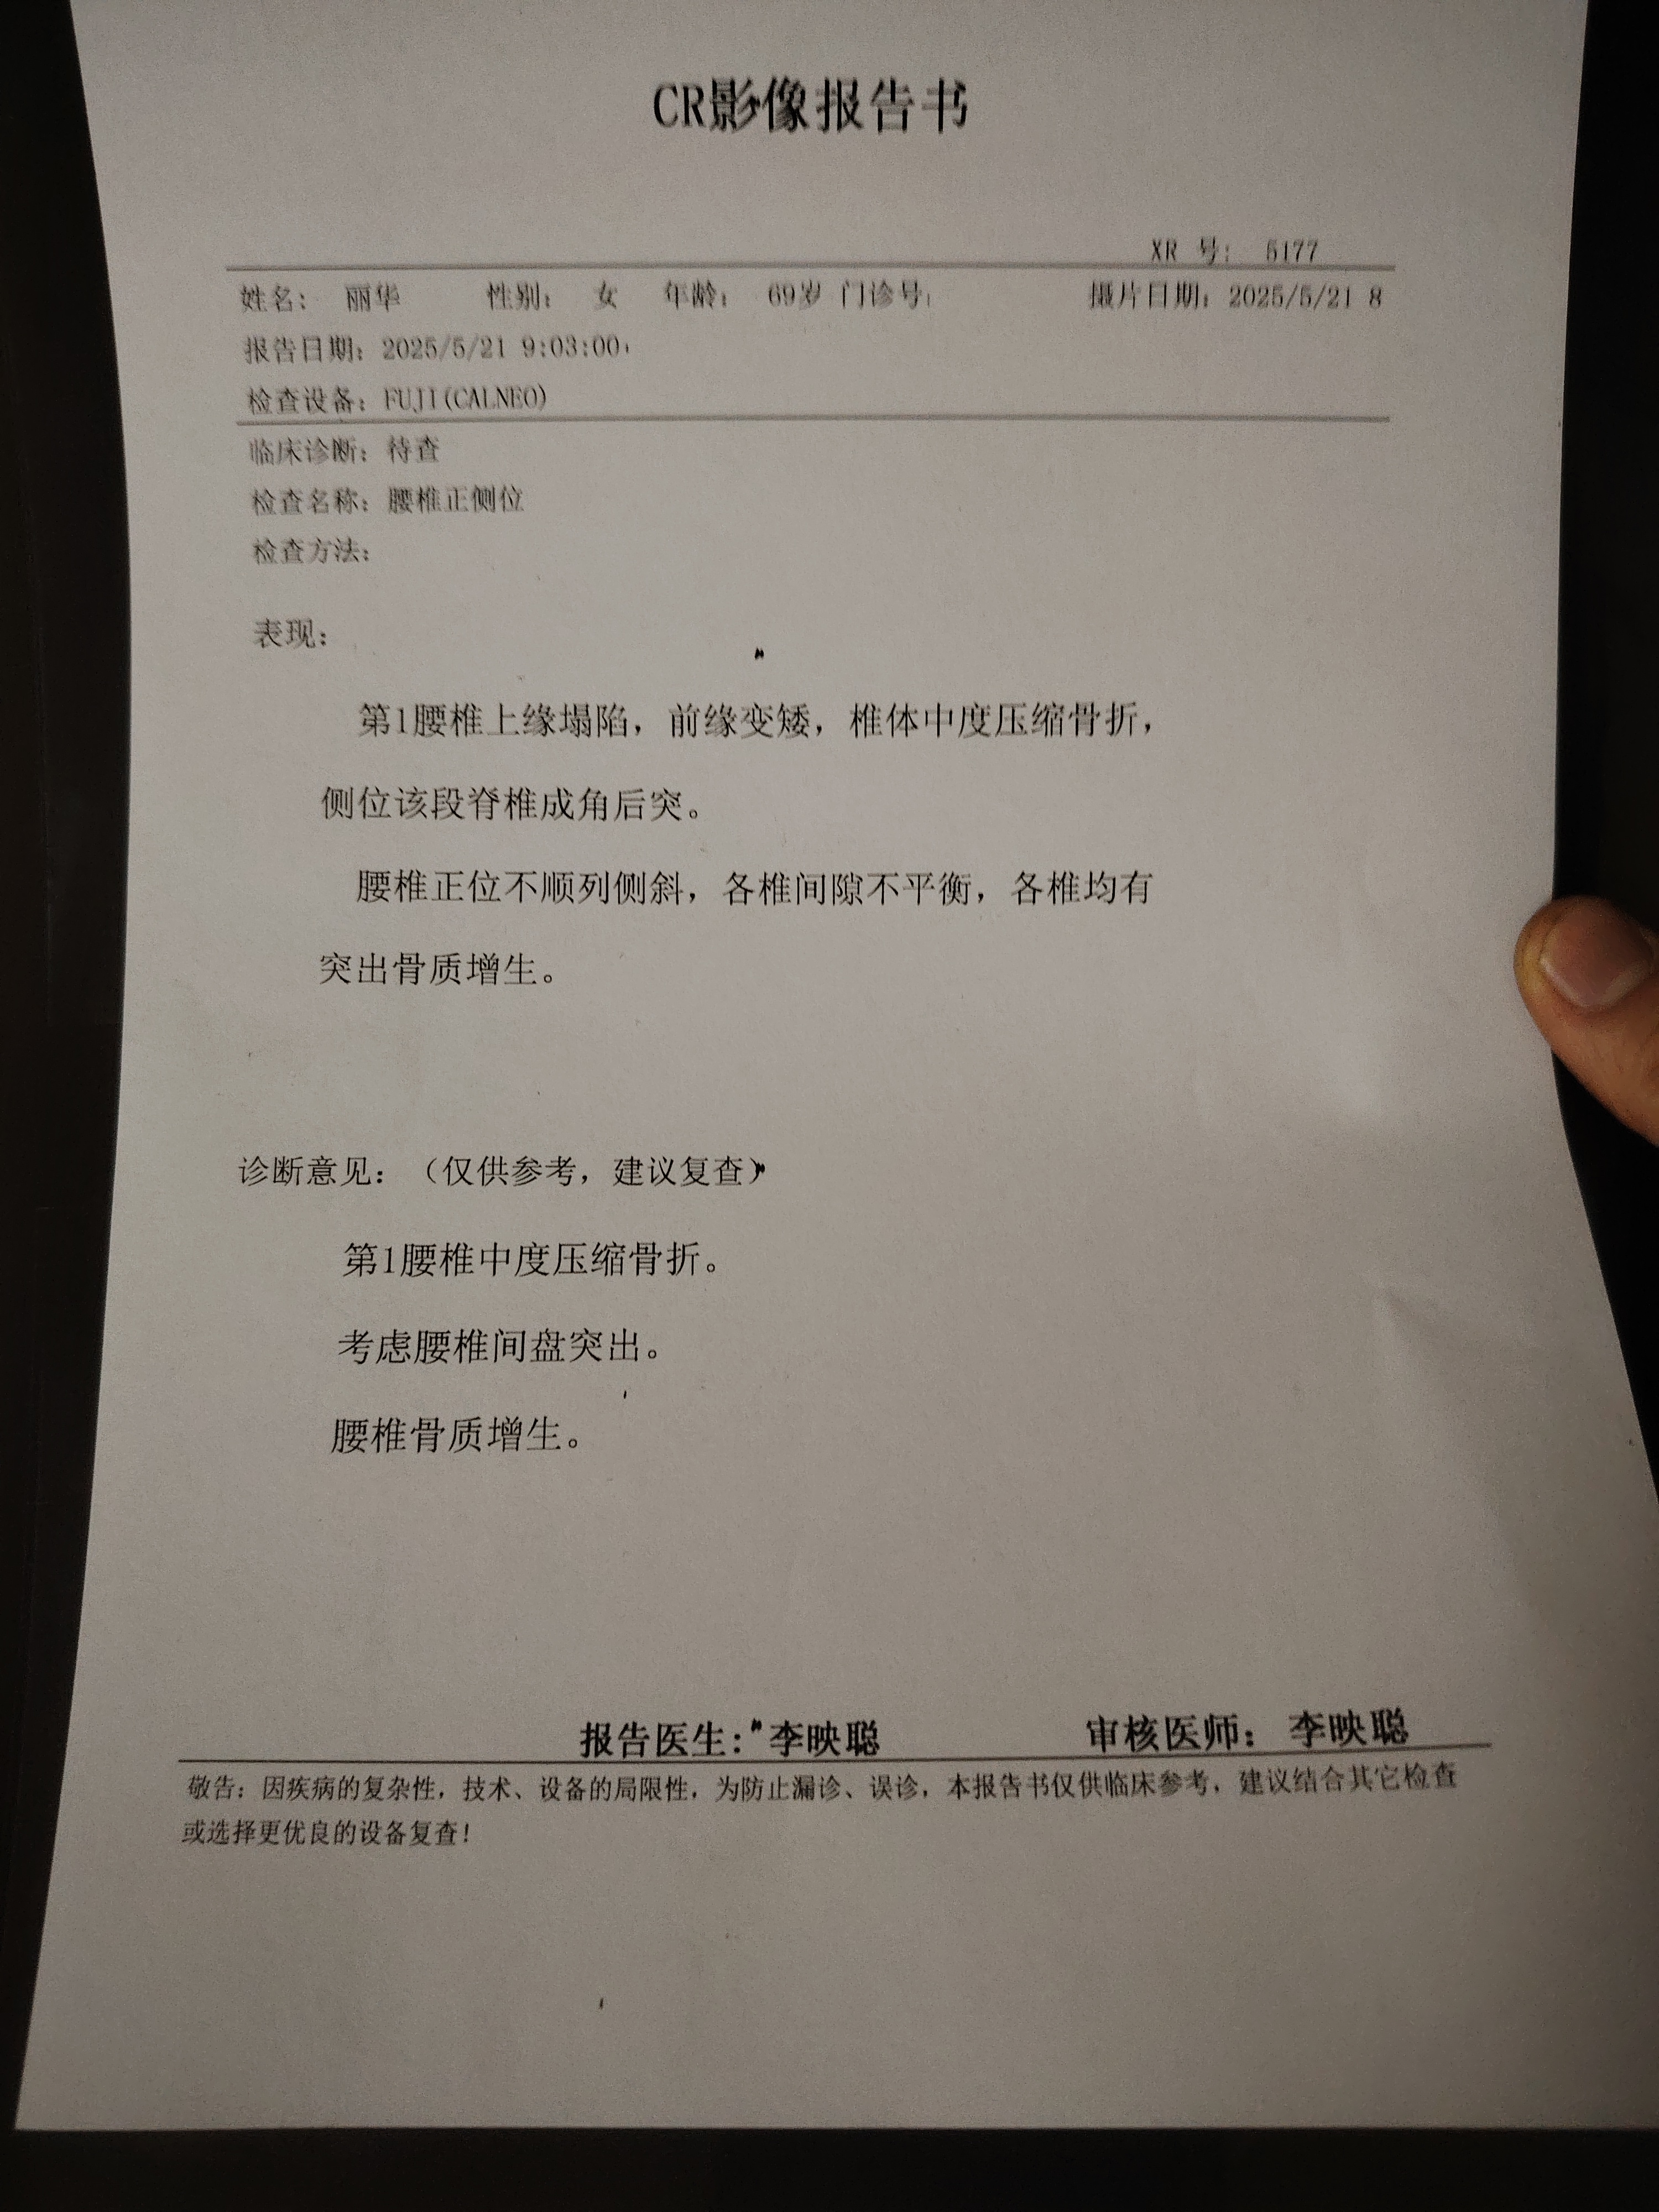 CR影像报告书
XR 号: 5177
姓名: 丽华 性别: 女 年龄: 69岁 门诊号: 摄片日期: 2025/5/21 8
报告日期: 2025/5/21 9:03:00
检查设备: FUJI(CALNEO)
临床诊断: 待查
检查名称: 腰椎正侧位
检查方法:
表现:
第1腰椎上缘塌陷，前缘变矮，椎体中度压缩骨折，
侧位该段脊椎成角后突。
腰椎正位不顺列侧斜，各椎间隙不平衡，各椎均有
突出骨质增生。
诊断意见: （仅供参考，建议复查）
第1腰椎中度压缩骨折。
考虑腰椎间盘突出。
腰椎骨质增生。
报告医生: 李映聪 审核医师: 李映聪
敬告: 因疾病的复杂性，技术、设备的局限性，为防止漏诊、误诊，本报告书仅供临床参考，建议结合其它检查
或选择更优良的设备复查！